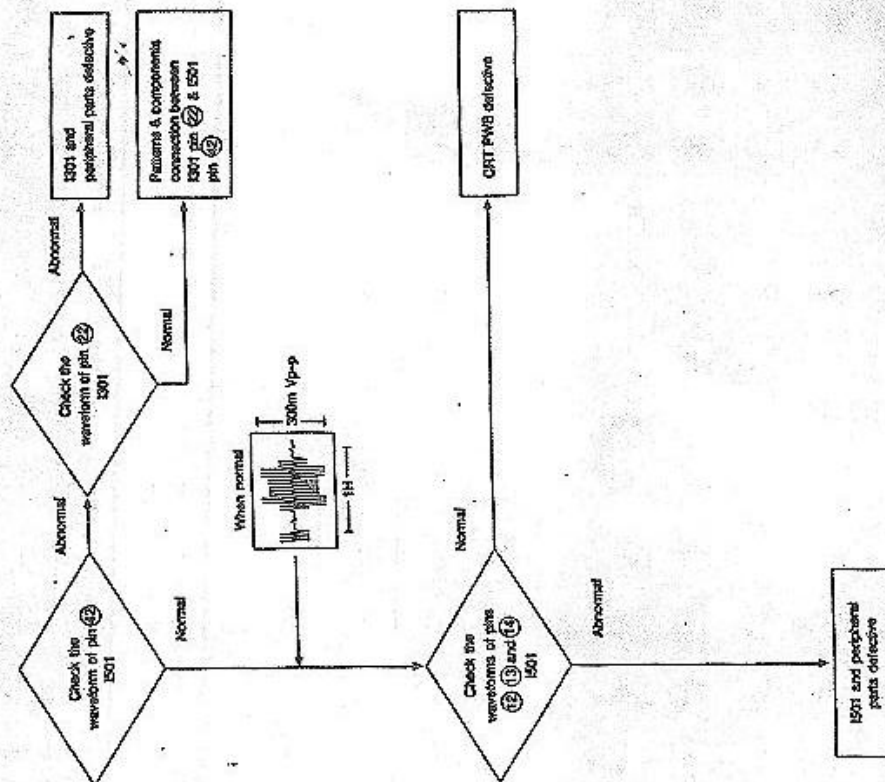 Check the
waveform of pin 42
I501
Abnormal
Normal
Check the
waveform of pin 22
I301
Abnormal
Normal
I301 and
peripheral parts defective
Patterns & components
connection between
I301 pin 22 & I501
pin 42
When normal
300m Vp-p
1H
Check the
waveforms of pins
12 13 and 14
I501
Normal
Abnormal
CRT PWB defective
I501 and peripheral
parts defective